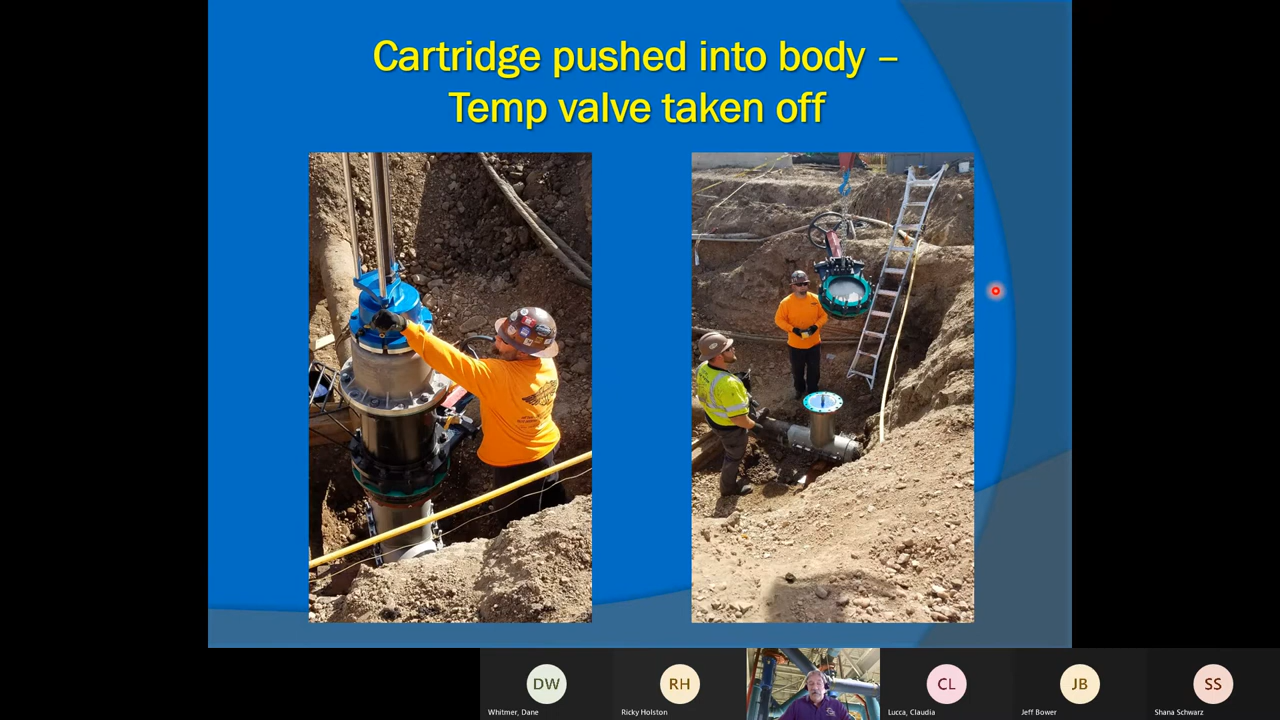 Cartridge pushed into body –
Temp valve taken off
DW
RH
CL
JB
SS
Whitmer, Dane
Ricky Holston
Lucca, Claudia
Jeff Bower
Shana Schwarz